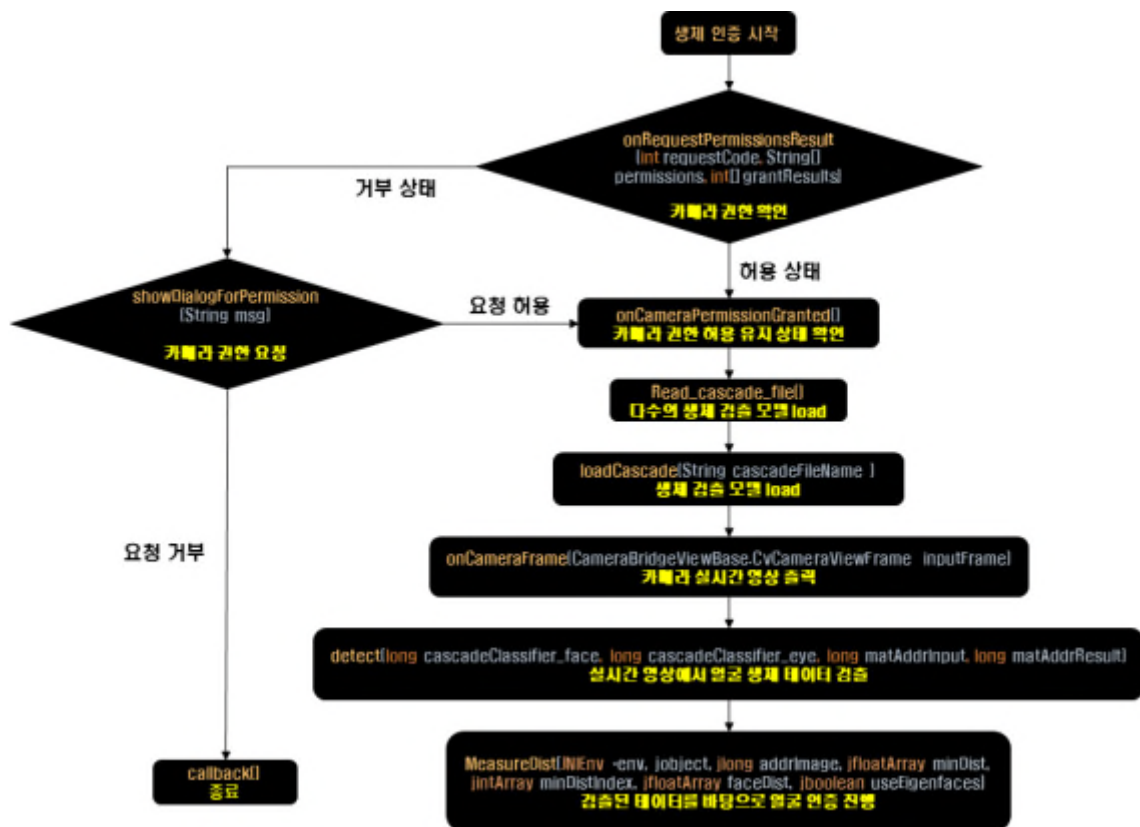 생체 인증 시작
onRequestPermissionsResult
(int requestCode, String[]
permissions, int[] grantResults)
카메라 권한 확인
거부 상태
허용 상태
showDialogForPermission
(String msg)
카메라 권한 요청
요청 허용
onCameraPermissionGranted()
카메라 권한 허용 유지 상태 확인
Read_cascade_file()
다수의 생체 검출 모델 load
loadCascade(String cascadeFileName )
생체 검출 모델 load
요청 거부
onCameraFrame(CameraBridgeViewBase.CvCameraViewFrame inputFrame)
카메라 실시간 영상 출력
detect(long cascadeClassifier_face, long cascadeClassifier_eye, long matAddrInput, long matAddrResult)
실시간 영상에서 얼굴 생체 데이터 검출
callback()
종료
MeasureDist(JNIEnv *env, jobject, jlong addrImage, jfloatArray minDist,
jintArray minDistIndex, jfloatArray faceDist, jboolean useEigenfaces)
검출된 데이터를 바탕으로 얼굴 인증 진행